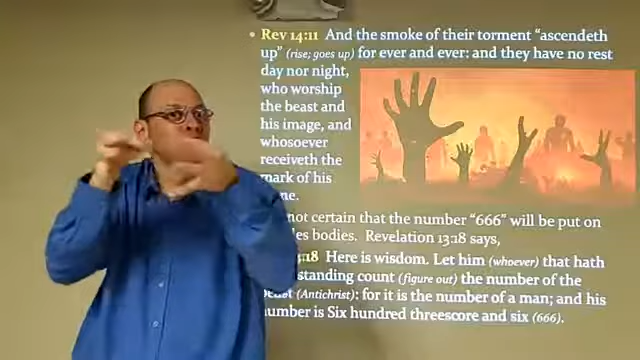 • Rev 14:11 And the smoke of their torment "ascendeth
up" (rise; goes up) for ever and ever: and they have no rest
day nor night,
who worship
the beast and
his image, and
whosoever
receiveth the
mark of his
not certain that the number "666" will be put on
bodies. Revelation 13:18 says,
Here is wisdom. Let him (whoever) that hath
count (figure out) the number of the
(Antichrist): for it is the number of a man; and his
number is Six hundred threescore and six (666).